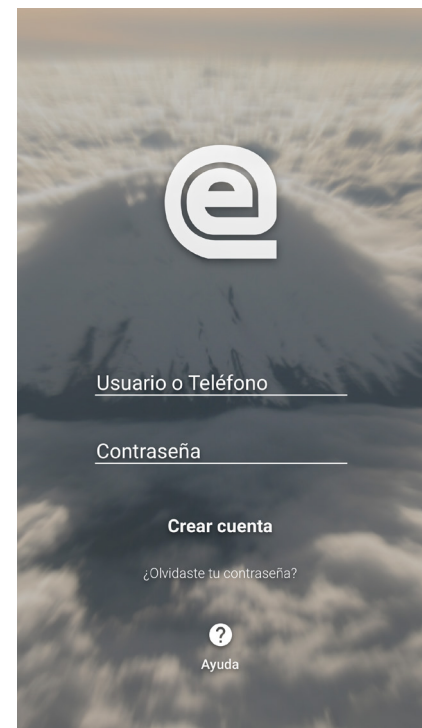 e
Usuario o Teléfono
Contraseña
Crear cuenta
¿Olvidaste tu contraseña?
?
Ayuda